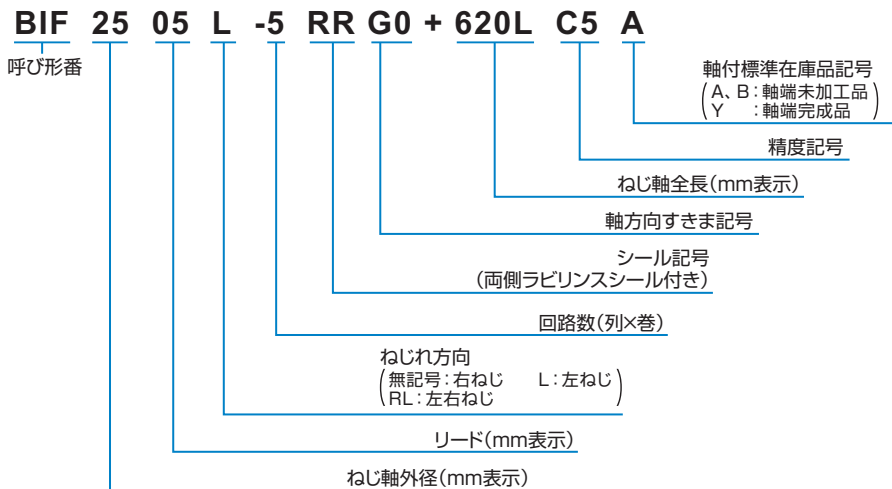 BIF 25 05 L -5 RR G0 + 620L C5 A
呼び形番
軸付標準在庫品記号
(A、B:軸端未加工品
Y :軸端完成品)
精度記号
ねじ軸全長(mm表示)
軸方向すきま記号
シール記号
(両側ラビリンスシール付き)
回路数(列×巻)
ねじれ方向
(無記号:右ねじ L:左ねじ
RL:左右ねじ)
リード(mm表示)
ねじ軸外径(mm表示)